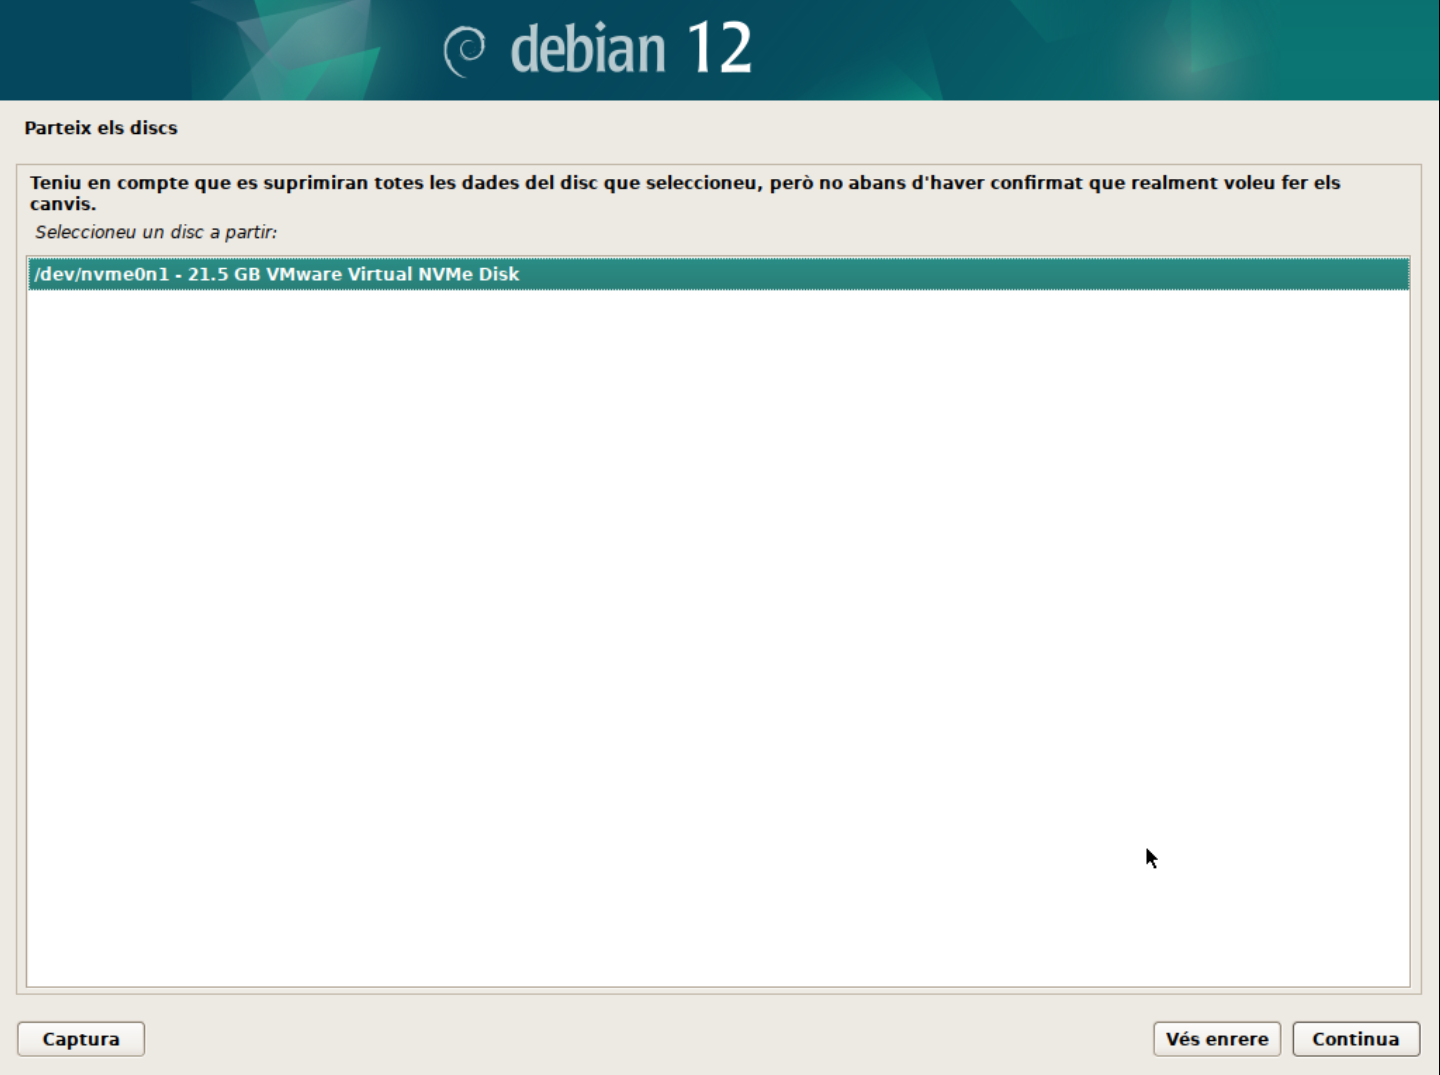 debian 12
Parteix els discs
Teniu en compte que es suprimiran totes les dades del disc que seleccioneu, però no abans d'haver confirmat que realment voleu fer els
canvis.
Seleccioneu un disc a partir:
/dev/nvme0n1 - 21.5 GB VMware Virtual NVMe Disk
Captura
Vés enrere
Continua